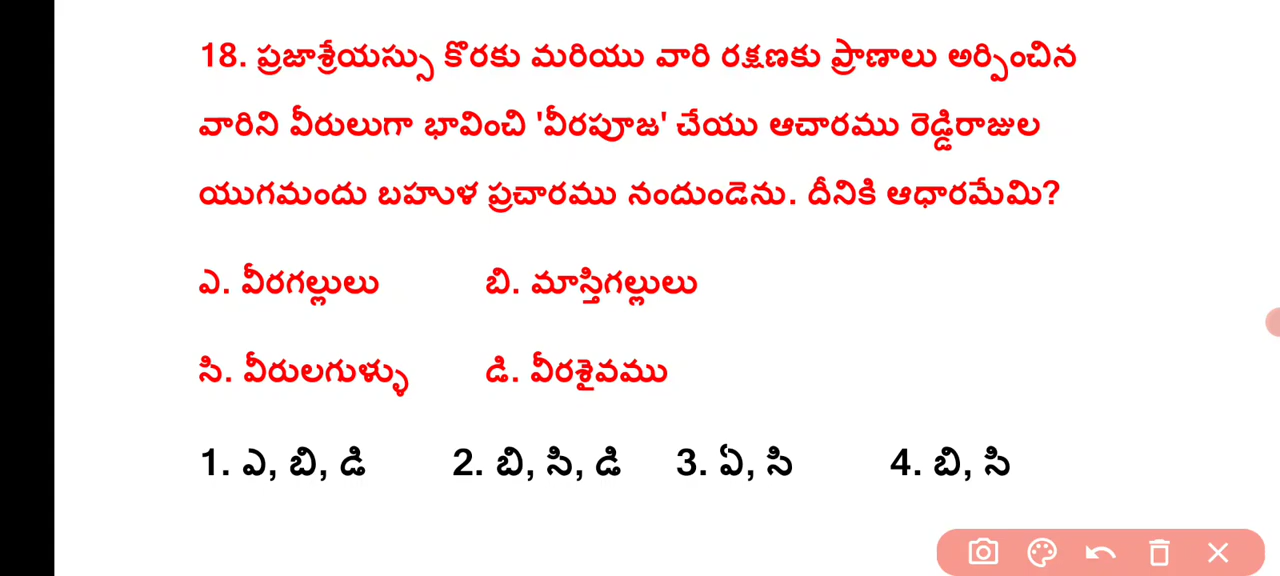 18. ప్రజాశ్రేయస్సు కొరకు మరియు వారి రక్షణకు ప్రాణాలు అర్పించిన
వారిని వీరులుగా భావించి 'వీరపూజ' చేయు ఆచారము రెడ్డిరాజుల
యుగమందు బహుళ ప్రచారము నందుండెను. దీనికి ఆధారమేమి?
ఎ. వీరగల్లులు బి. మాస్తిగల్లులు
సి. వీరులగుళ్ళు డి. వీరశైవము
1. ఎ, బి, డి 2. బి, సి, డి 3. ఏ, సి 4. బి, సి